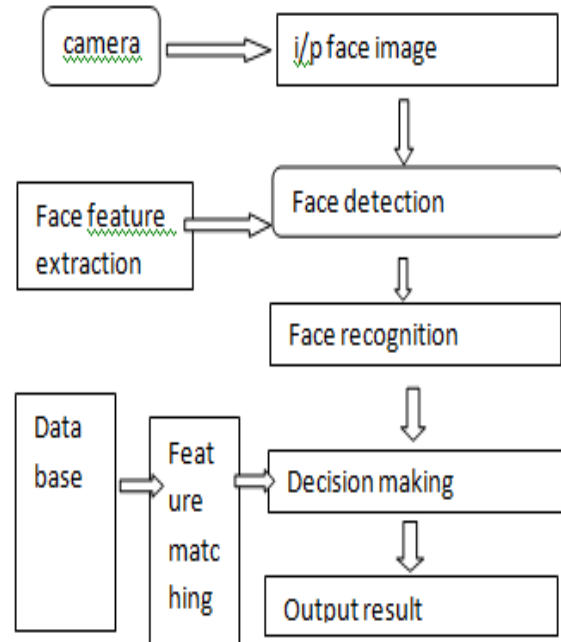 camera
i/p face image
Face feature
extraction
Face detection
Face recognition
Data
base
Feat
ure
matc
hing
Decision making
Output result